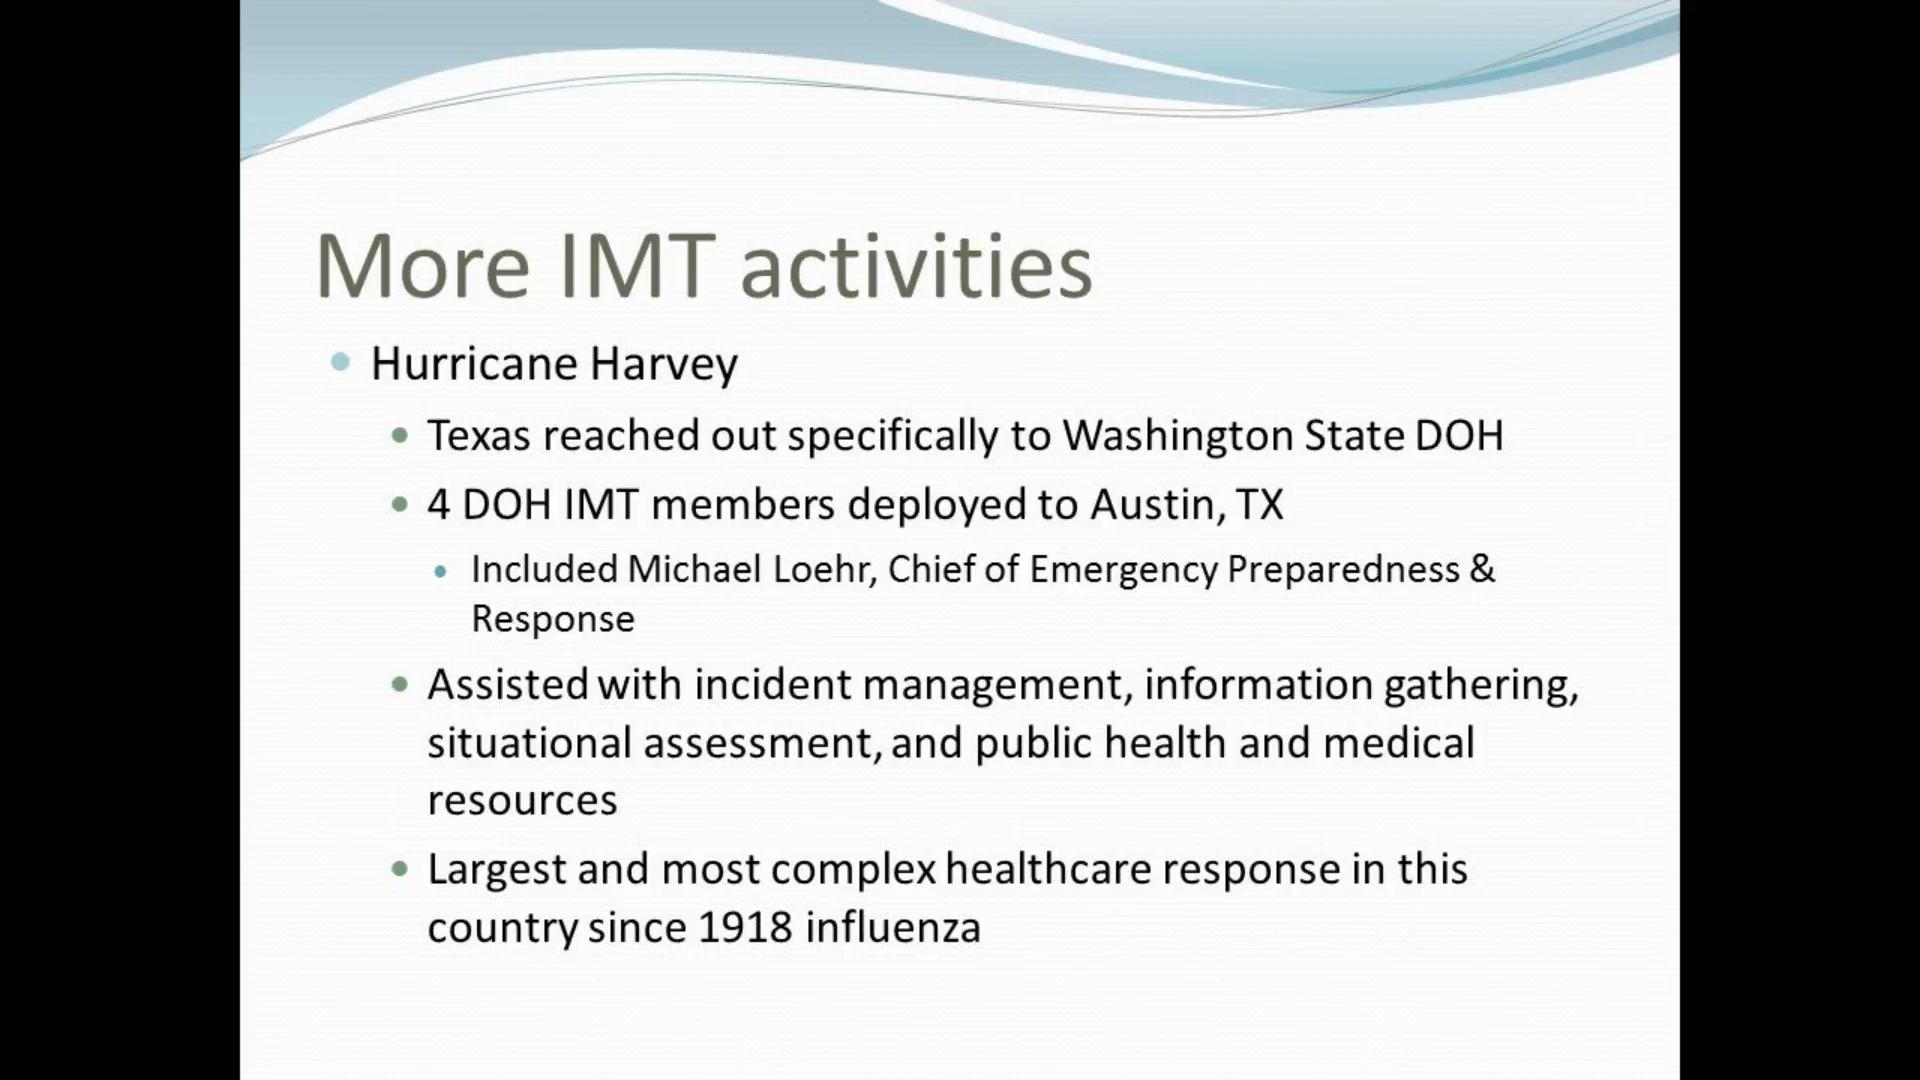 More IMT activities
Hurricane Harvey
Texas reached out specifically to Washington State DOH
4 DOH IMT members deployed to Austin, TX
Included Michael Loehr, Chief of Emergency Preparedness &
Response
Assisted with incident management, information gathering,
situational assessment, and public health and medical
resources
Largest and most complex healthcare response in this
country since 1918 influenza